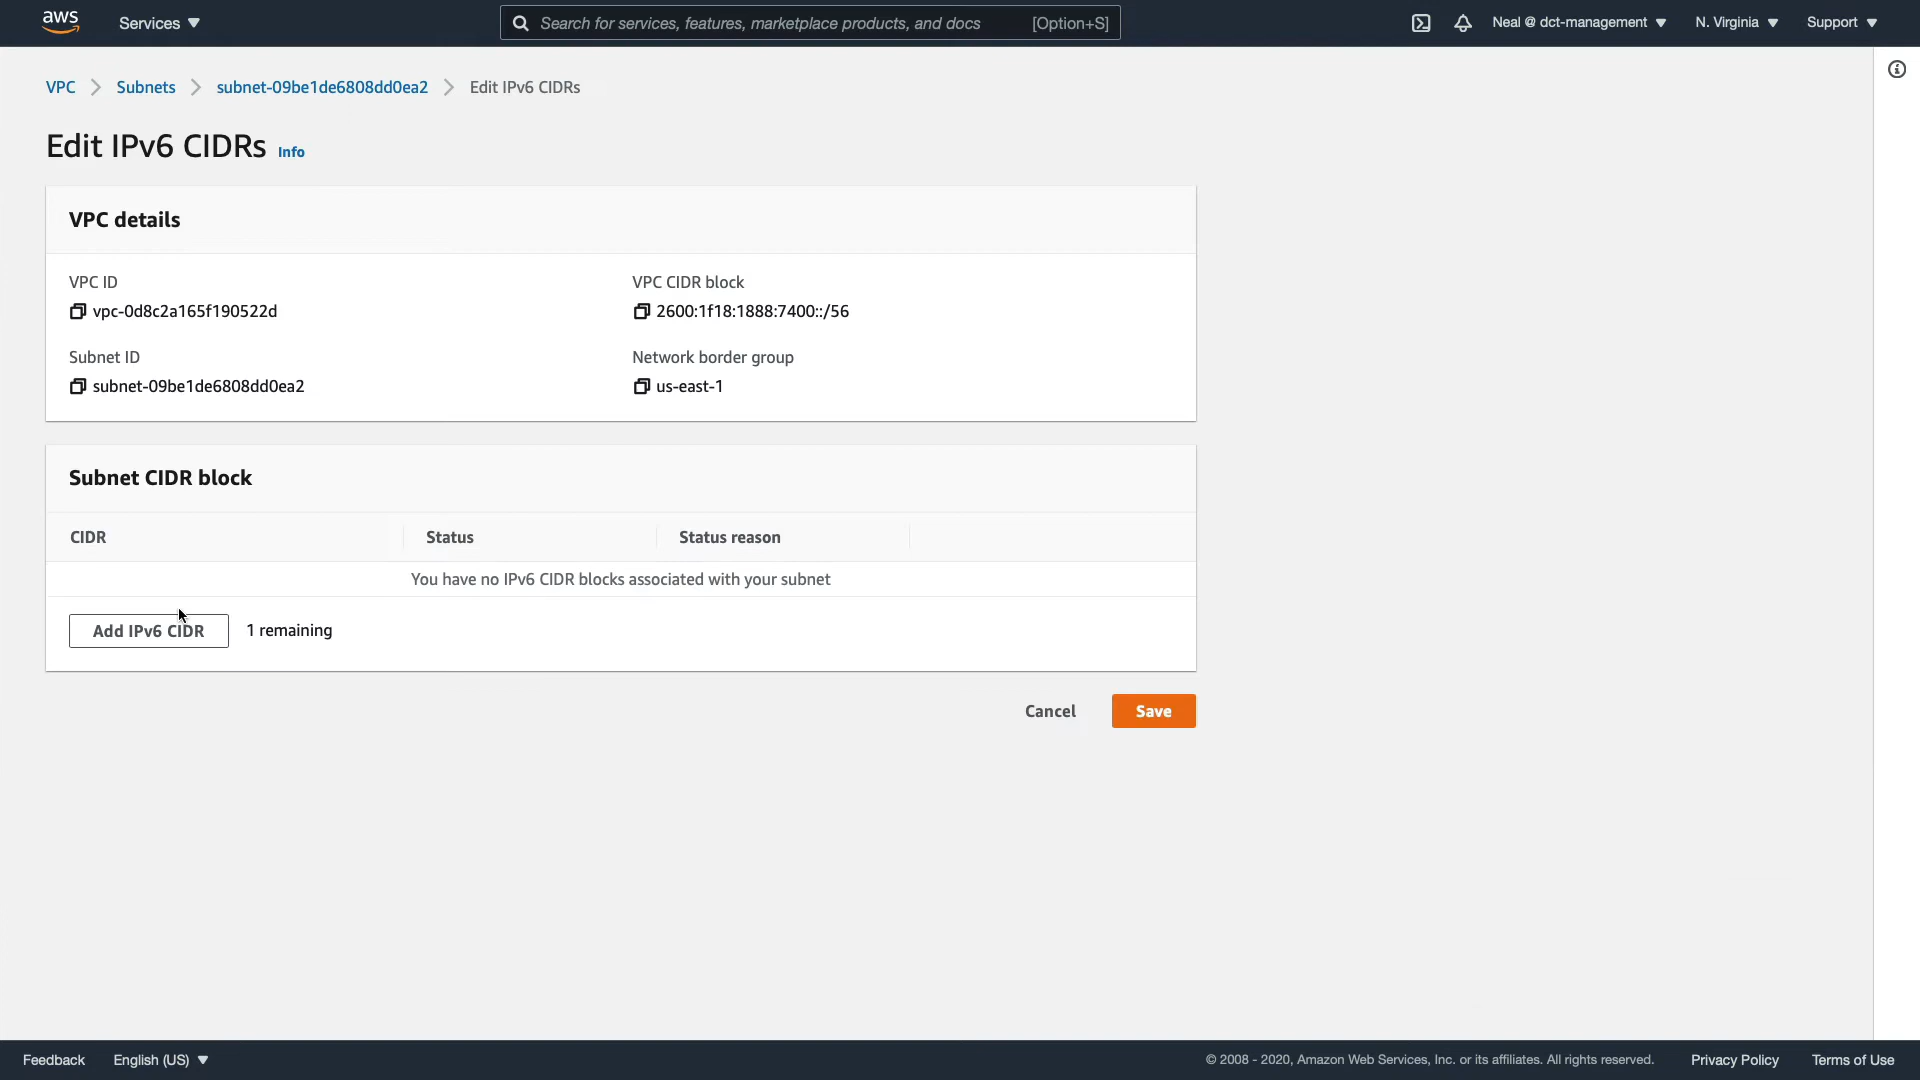 aws
Services
Search for services, features, marketplace products, and docs
[Option+S]
Neal @ dct-management
N. Virginia
Support
VPC
Subnets
subnet-09be1de6808dd0ea2
Edit IPv6 CIDRs
Edit IPv6 CIDRs
Info
VPC details
VPC ID
VPC CIDR block
vpc-0d8c2a165f190522d
2600:1f18:1888:7400::/56
Subnet ID
Network border group
subnet-09be1de6808dd0ea2
us-east-1
Subnet CIDR block
CIDR
Status
Status reason
You have no IPv6 CIDR blocks associated with your subnet
Add IPv6 CIDR
1 remaining
Cancel
Save
Feedback
English (US)
© 2008 - 2020, Amazon Web Services, Inc. or its affiliates. All rights reserved.
Privacy Policy
Terms of Use